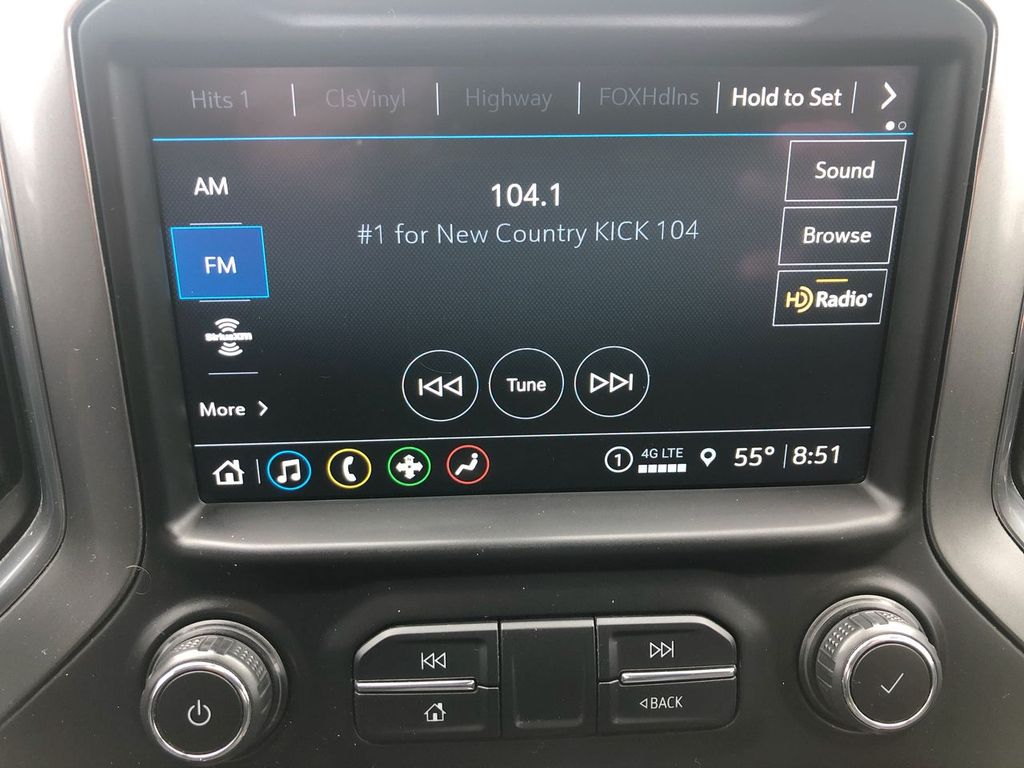 Hits 1 ClsVinyl Highway FOXHdlns Hold to Set
AM
104.1
Sound
#1 for New Country KICK 104
Browse
FM
HD Radio®
SiriusXM
Tune
More
1 4G LTE 55° 8:51
BACK